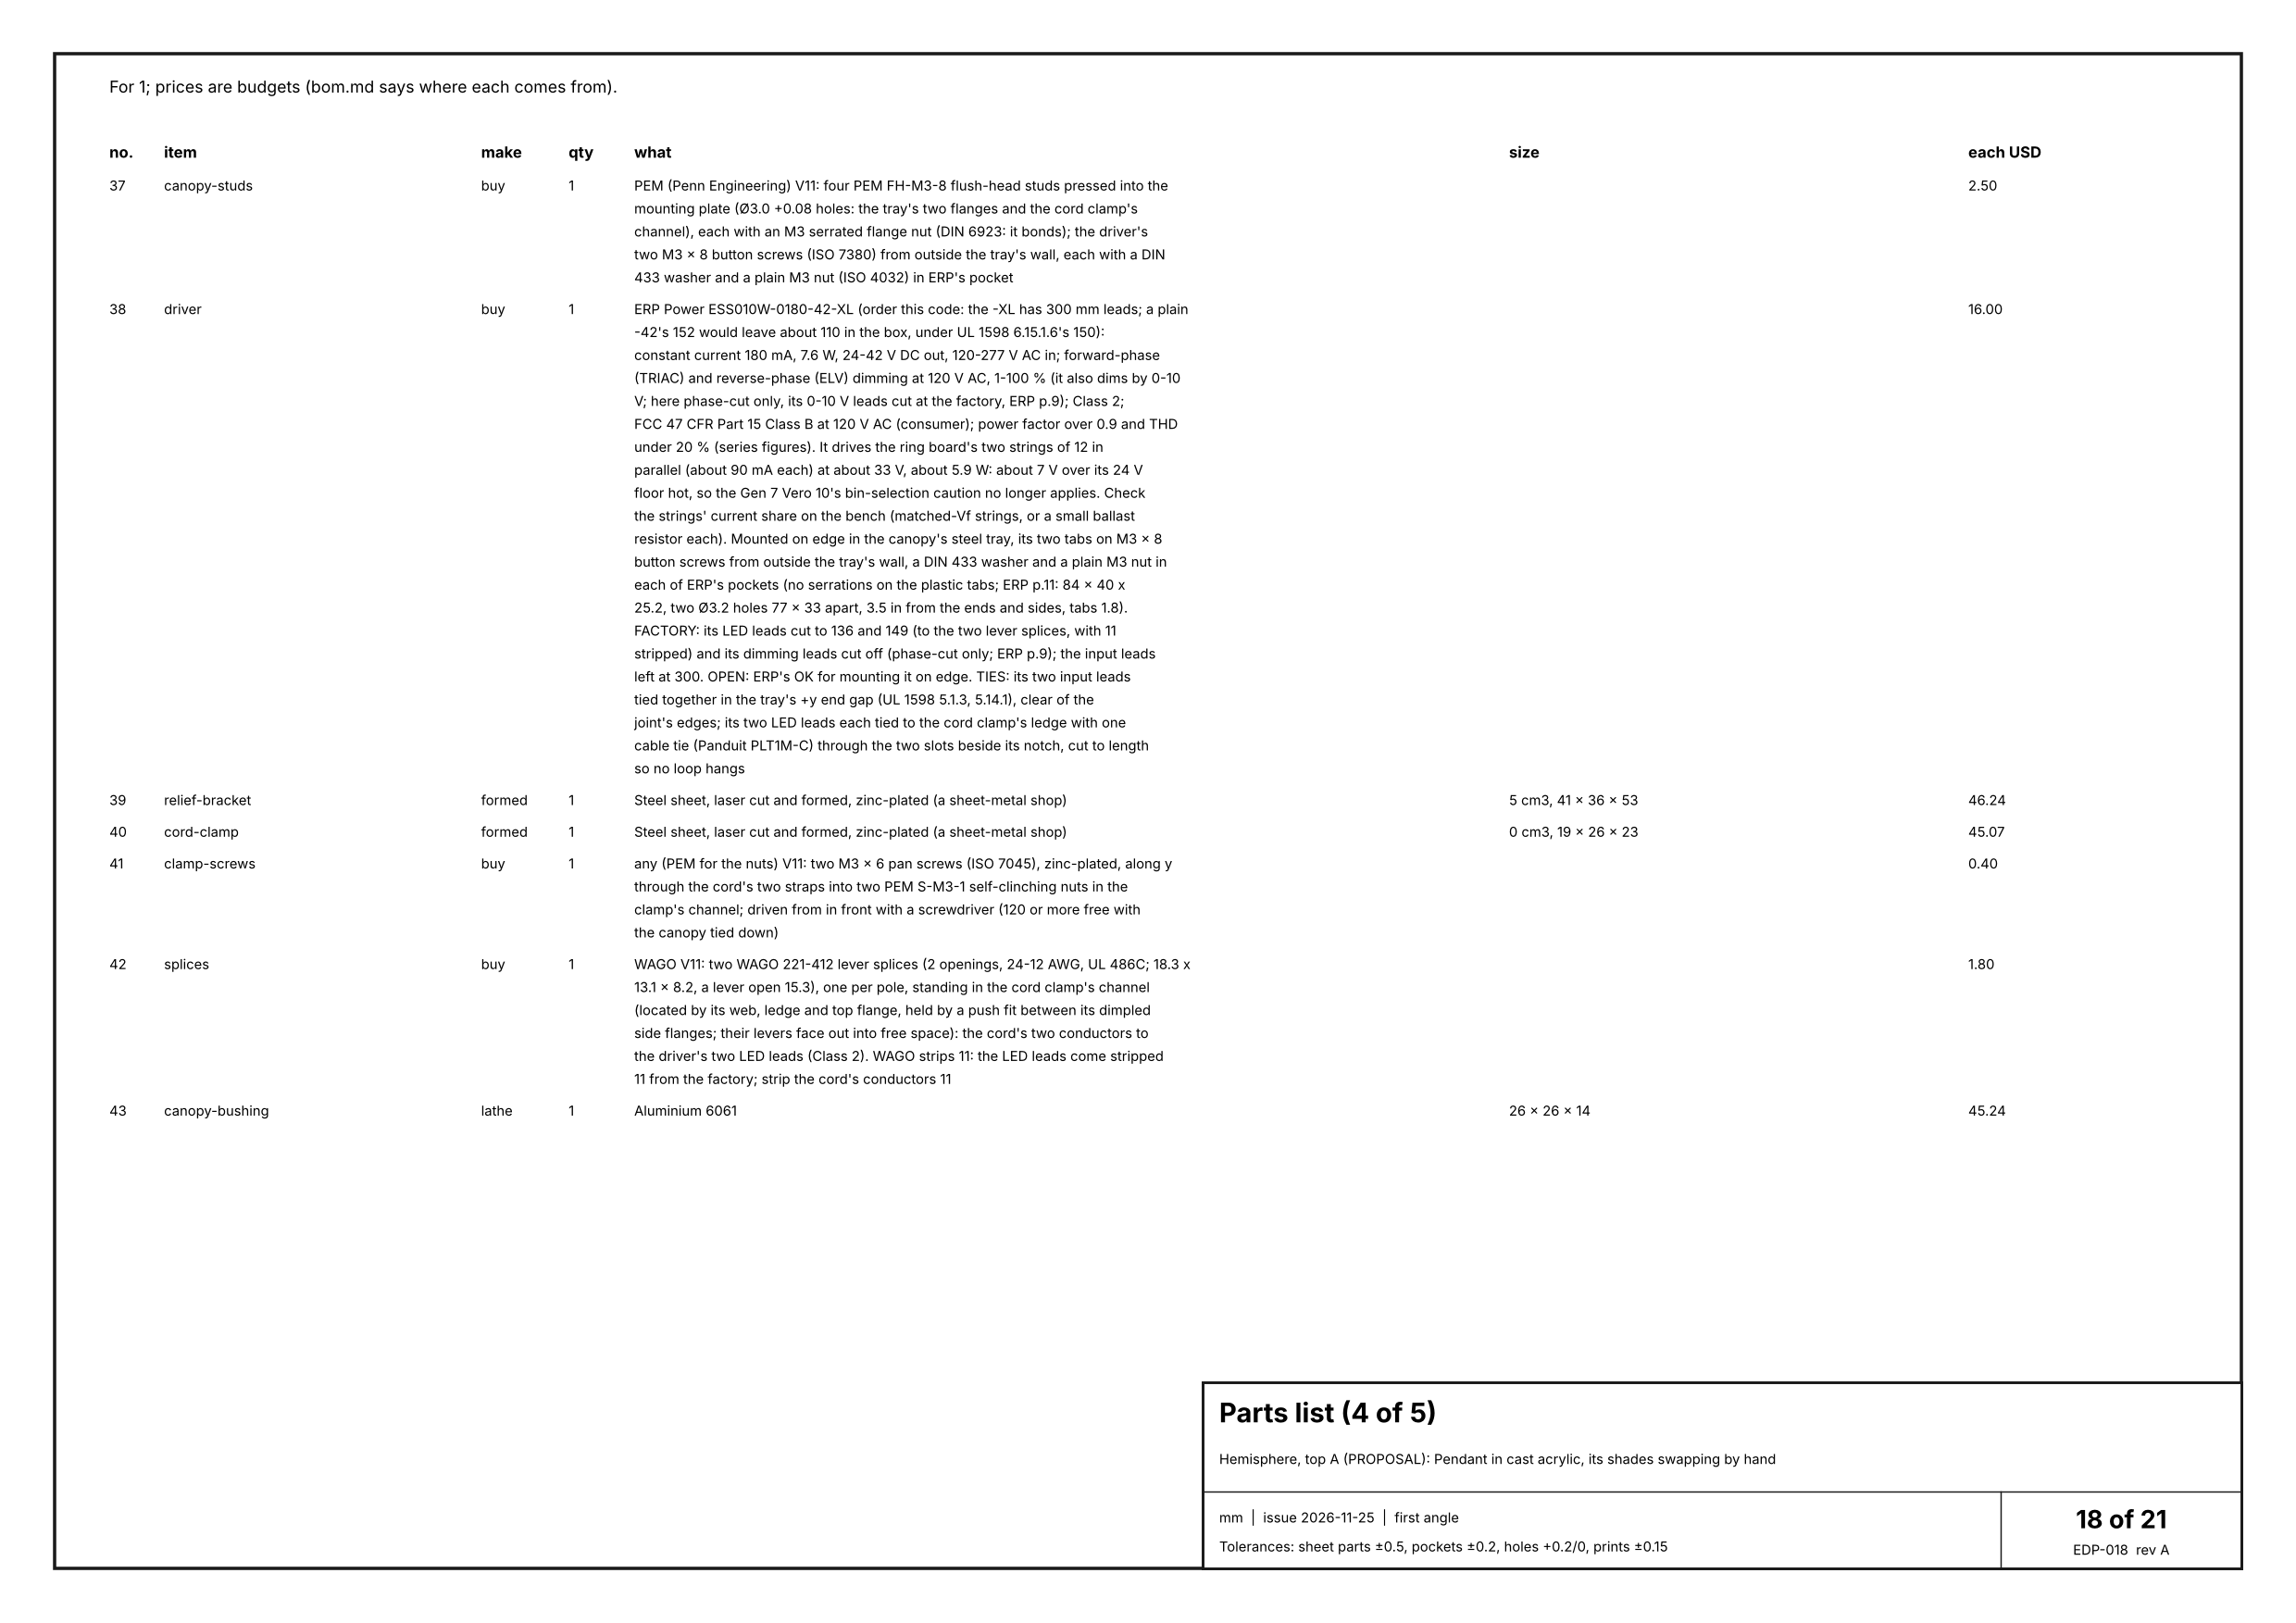 For 1; prices are budgets (bom.md says where each comes from).
no. item make qty what size each USD
37 canopy-studs buy 1 PEM (Penn Engineering) V11: four PEM FH-M3-8 flush-head studs pressed into the 2.50
mounting plate (Ø3.0 +0.08 holes: the tray's two flanges and the cord clamp's
channel), each with an M3 serrated flange nut (DIN 6923: it bonds); the driver's
two M3 × 8 button screws (ISO 7380) from outside the tray's wall, each with a DIN
433 washer and a plain M3 nut (ISO 4032) in ERP's pocket
38 driver buy 1 ERP Power ESS010W-0180-42-XL (order this code: the -XL has 300 mm leads; a plain 16.00
-42's 152 would leave about 110 in the box, under UL 1598 6.15.1.6's 150):
constant current 180 mA, 7.6 W, 24-42 V DC out, 120-277 V AC in; forward-phase
(TRIAC) and reverse-phase (ELV) dimming at 120 V AC, 1-100 % (it also dims by 0-10
V; here phase-cut only, its 0-10 V leads cut at the factory, ERP p.9); Class 2;
FCC 47 CFR Part 15 Class B at 120 V AC (consumer); power factor over 0.9 and THD
under 20 % (series figures). It drives the ring board's two strings of 12 in
parallel (about 90 mA each) at about 33 V, about 5.9 W: about 7 V over its 24 V
floor hot, so the Gen 7 Vero 10's bin-selection caution no longer applies. Check
the strings' current share on the bench (matched-Vf strings, or a small ballast
resistor each). Mounted on edge in the canopy's steel tray, its two tabs on M3 × 8
button screws from outside the tray's wall, a DIN 433 washer and a plain M3 nut in
each of ERP's pockets (no serrations on the plastic tabs; ERP p.11: 84 × 40 x
25.2, two Ø3.2 holes 77 × 33 apart, 3.5 in from the ends and sides, tabs 1.8).
FACTORY: its LED leads cut to 136 and 149 (to the two lever splices, with 11
stripped) and its dimming leads cut off (phase-cut only; ERP p.9); the input leads
left at 300. OPEN: ERP's OK for mounting it on edge. TIES: its two input leads
tied together in the tray's +y end gap (UL 1598 5.1.3, 5.14.1), clear of the
joint's edges; its two LED leads each tied to the cord clamp's ledge with one
cable tie (Panduit PLT1M-C) through the two slots beside its notch, cut to length
so no loop hangs
39 relief-bracket formed 1 Steel sheet, laser cut and formed, zinc-plated (a sheet-metal shop) 5 cm3, 41 × 36 × 53 46.24
40 cord-clamp formed 1 Steel sheet, laser cut and formed, zinc-plated (a sheet-metal shop) 0 cm3, 19 × 26 × 23 45.07
41 clamp-screws buy 1 any (PEM for the nuts) V11: two M3 × 6 pan screws (ISO 7045), zinc-plated, along y 0.40
through the cord's two straps into two PEM S-M3-1 self-clinching nuts in the
clamp's channel; driven from in front with a screwdriver (120 or more free with
the canopy tied down)
42 splices buy 1 WAGO V11: two WAGO 221-412 lever splices (2 openings, 24-12 AWG, UL 486C; 18.3 x 1.80
13.1 × 8.2, a lever open 15.3), one per pole, standing in the cord clamp's channel
(located by its web, ledge and top flange, held by a push fit between its dimpled
side flanges; their levers face out into free space): the cord's two conductors to
the driver's two LED leads (Class 2). WAGO strips 11: the LED leads come stripped
11 from the factory; strip the cord's conductors 11
43 canopy-bushing lathe 1 Aluminium 6061 26 × 26 × 14 45.24
Parts list (4 of 5)
Hemisphere, top A (PROPOSAL): Pendant in cast acrylic, its shades swapping by hand
mm | issue 2026-11-25 | first angle
Tolerances: sheet parts ±0.5, pockets ±0.2, holes +0.2/0, prints ±0.15
18 of 21
EDP-018 rev A